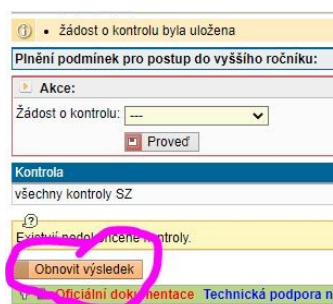 • žádost o kontrolu byla uložena
Plnění podmínek pro postup do vyššího ročníku:
Akce:
Žádost o kontrolu: ---
Proveď
Kontrola
všechny kontroly SZ
Existují nedokončené kontroly.
Obnovit výsledek
Oficiální dokumentace Technická podpora